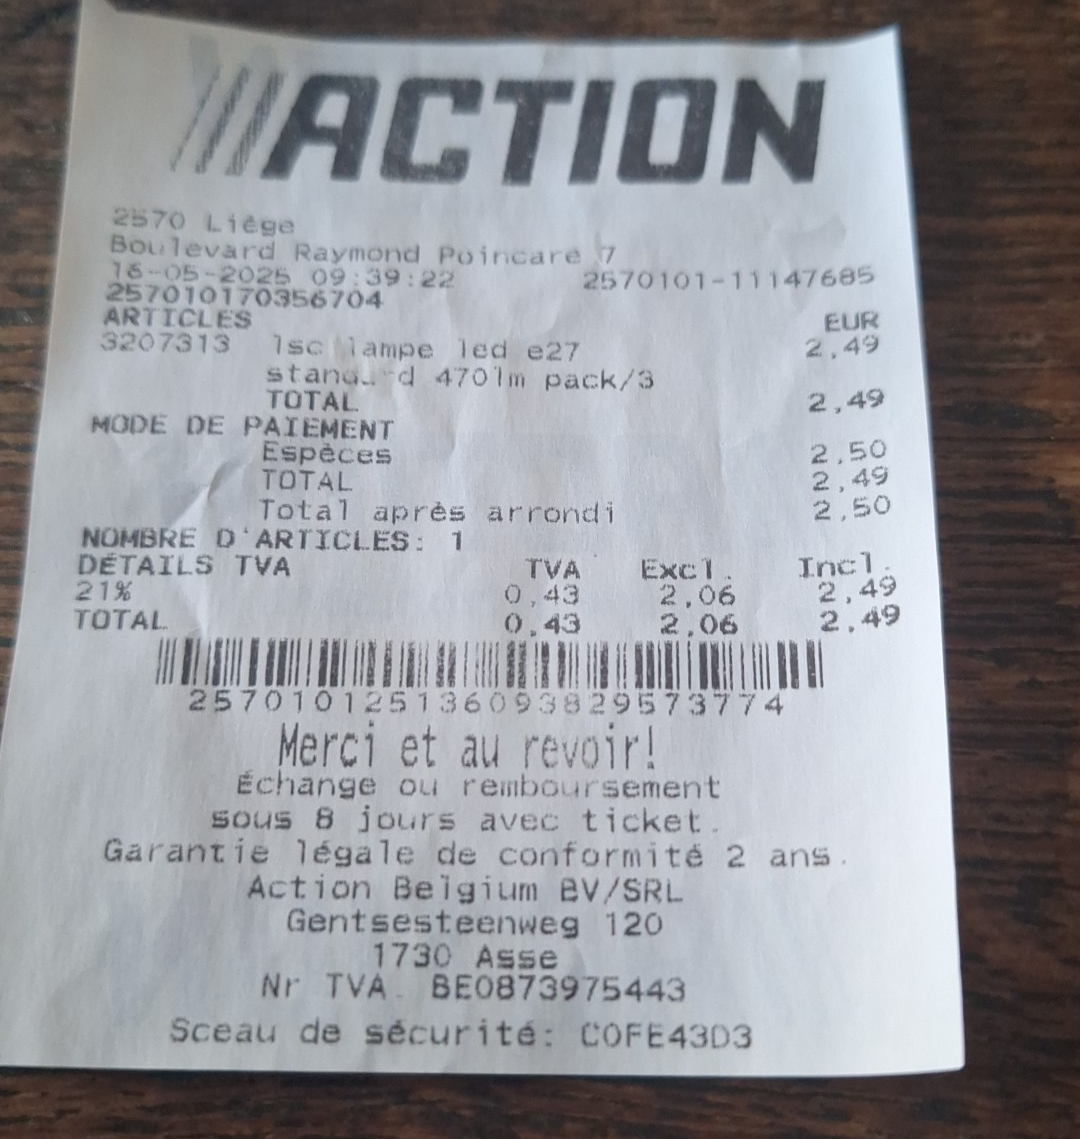 ACTION
2570 Liège
Boulevard Raymond Poincaré 7
16-05-2025 09:39:22 2570101-11147685
257010170356704
ARTICLES EUR
3207313 lsc lampe led e27 2,49
470lm pack/3
TOTAL 2,49
MODE DE PAIEMENT
Espèces 2,50
TOTAL 2,49
Total après arrondi 2,50
NOMBRE D'ARTICLES: 1
DÉTAILS TVA TVA Excl. Incl.
21% 0,43 2,06 2,49
TOTAL 0,43 2,06 2,49
257010125136093829573774
Merci et au revoir!
Échange ou remboursement
sous 8 jours avec ticket.
Garantie légale de conformité 2 ans.
Action Belgium BV/SRL
Gentsesteenweg 120
1730 Asse
Nr TVA. BE0873975443
Sceau de sécurité: C0FE43D3